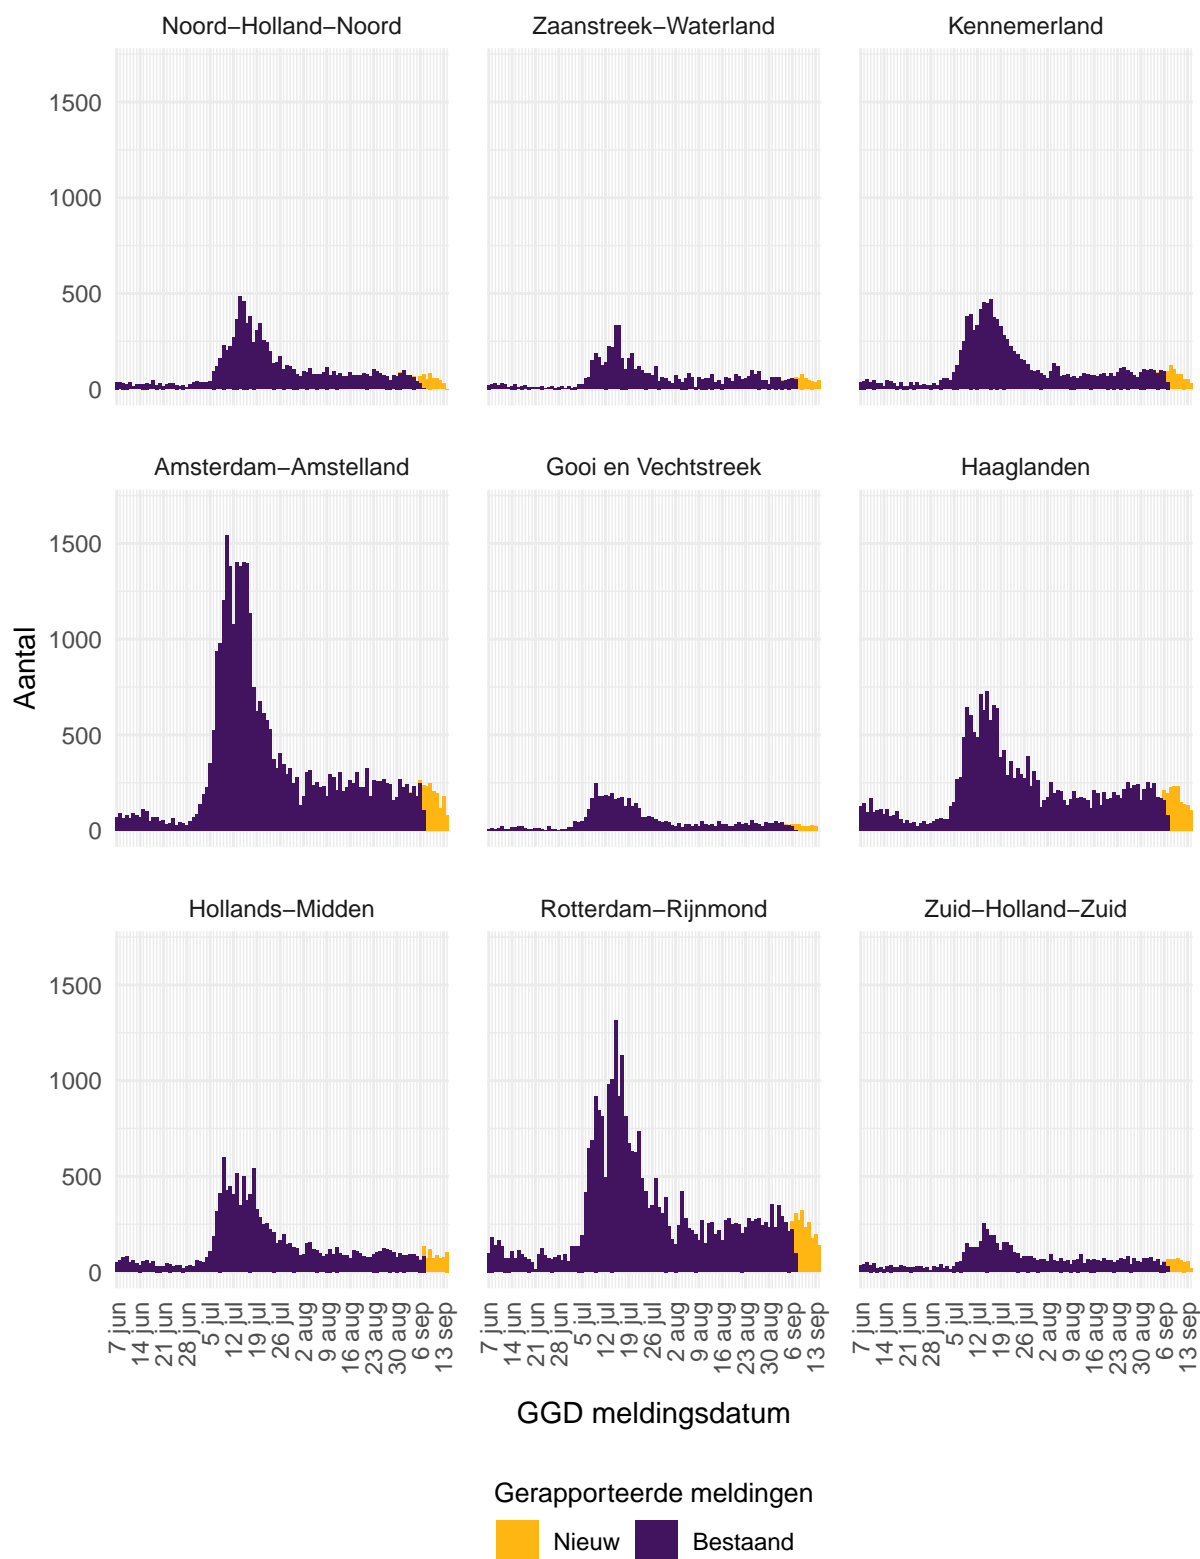 Noord−Holland−Noord
Zaanstreek−Waterland
Kennemerland
1500
1000
500
0
Amsterdam−Amstelland
Gooi en Vechtstreek
Haaglanden
1500
1000
500
0
Aantal
Hollands−Midden
Rotterdam−Rijnmond
Zuid−Holland−Zuid
1500
1000
500
0
7 jun
14 jun
21 jun
28 jun
5 jul
12 jul
19 jul
26 jul
2 aug
9 aug
16 aug
23 aug
30 aug
6 sep
13 sep
7 jun
14 jun
21 jun
28 jun
5 jul
12 jul
19 jul
26 jul
2 aug
9 aug
16 aug
23 aug
30 aug
6 sep
13 sep
7 jun
14 jun
21 jun
28 jun
5 jul
12 jul
19 jul
26 jul
2 aug
9 aug
16 aug
23 aug
30 aug
6 sep
13 sep
GGD meldingsdatum
Gerapporteerde meldingen
Nieuw
Bestaand